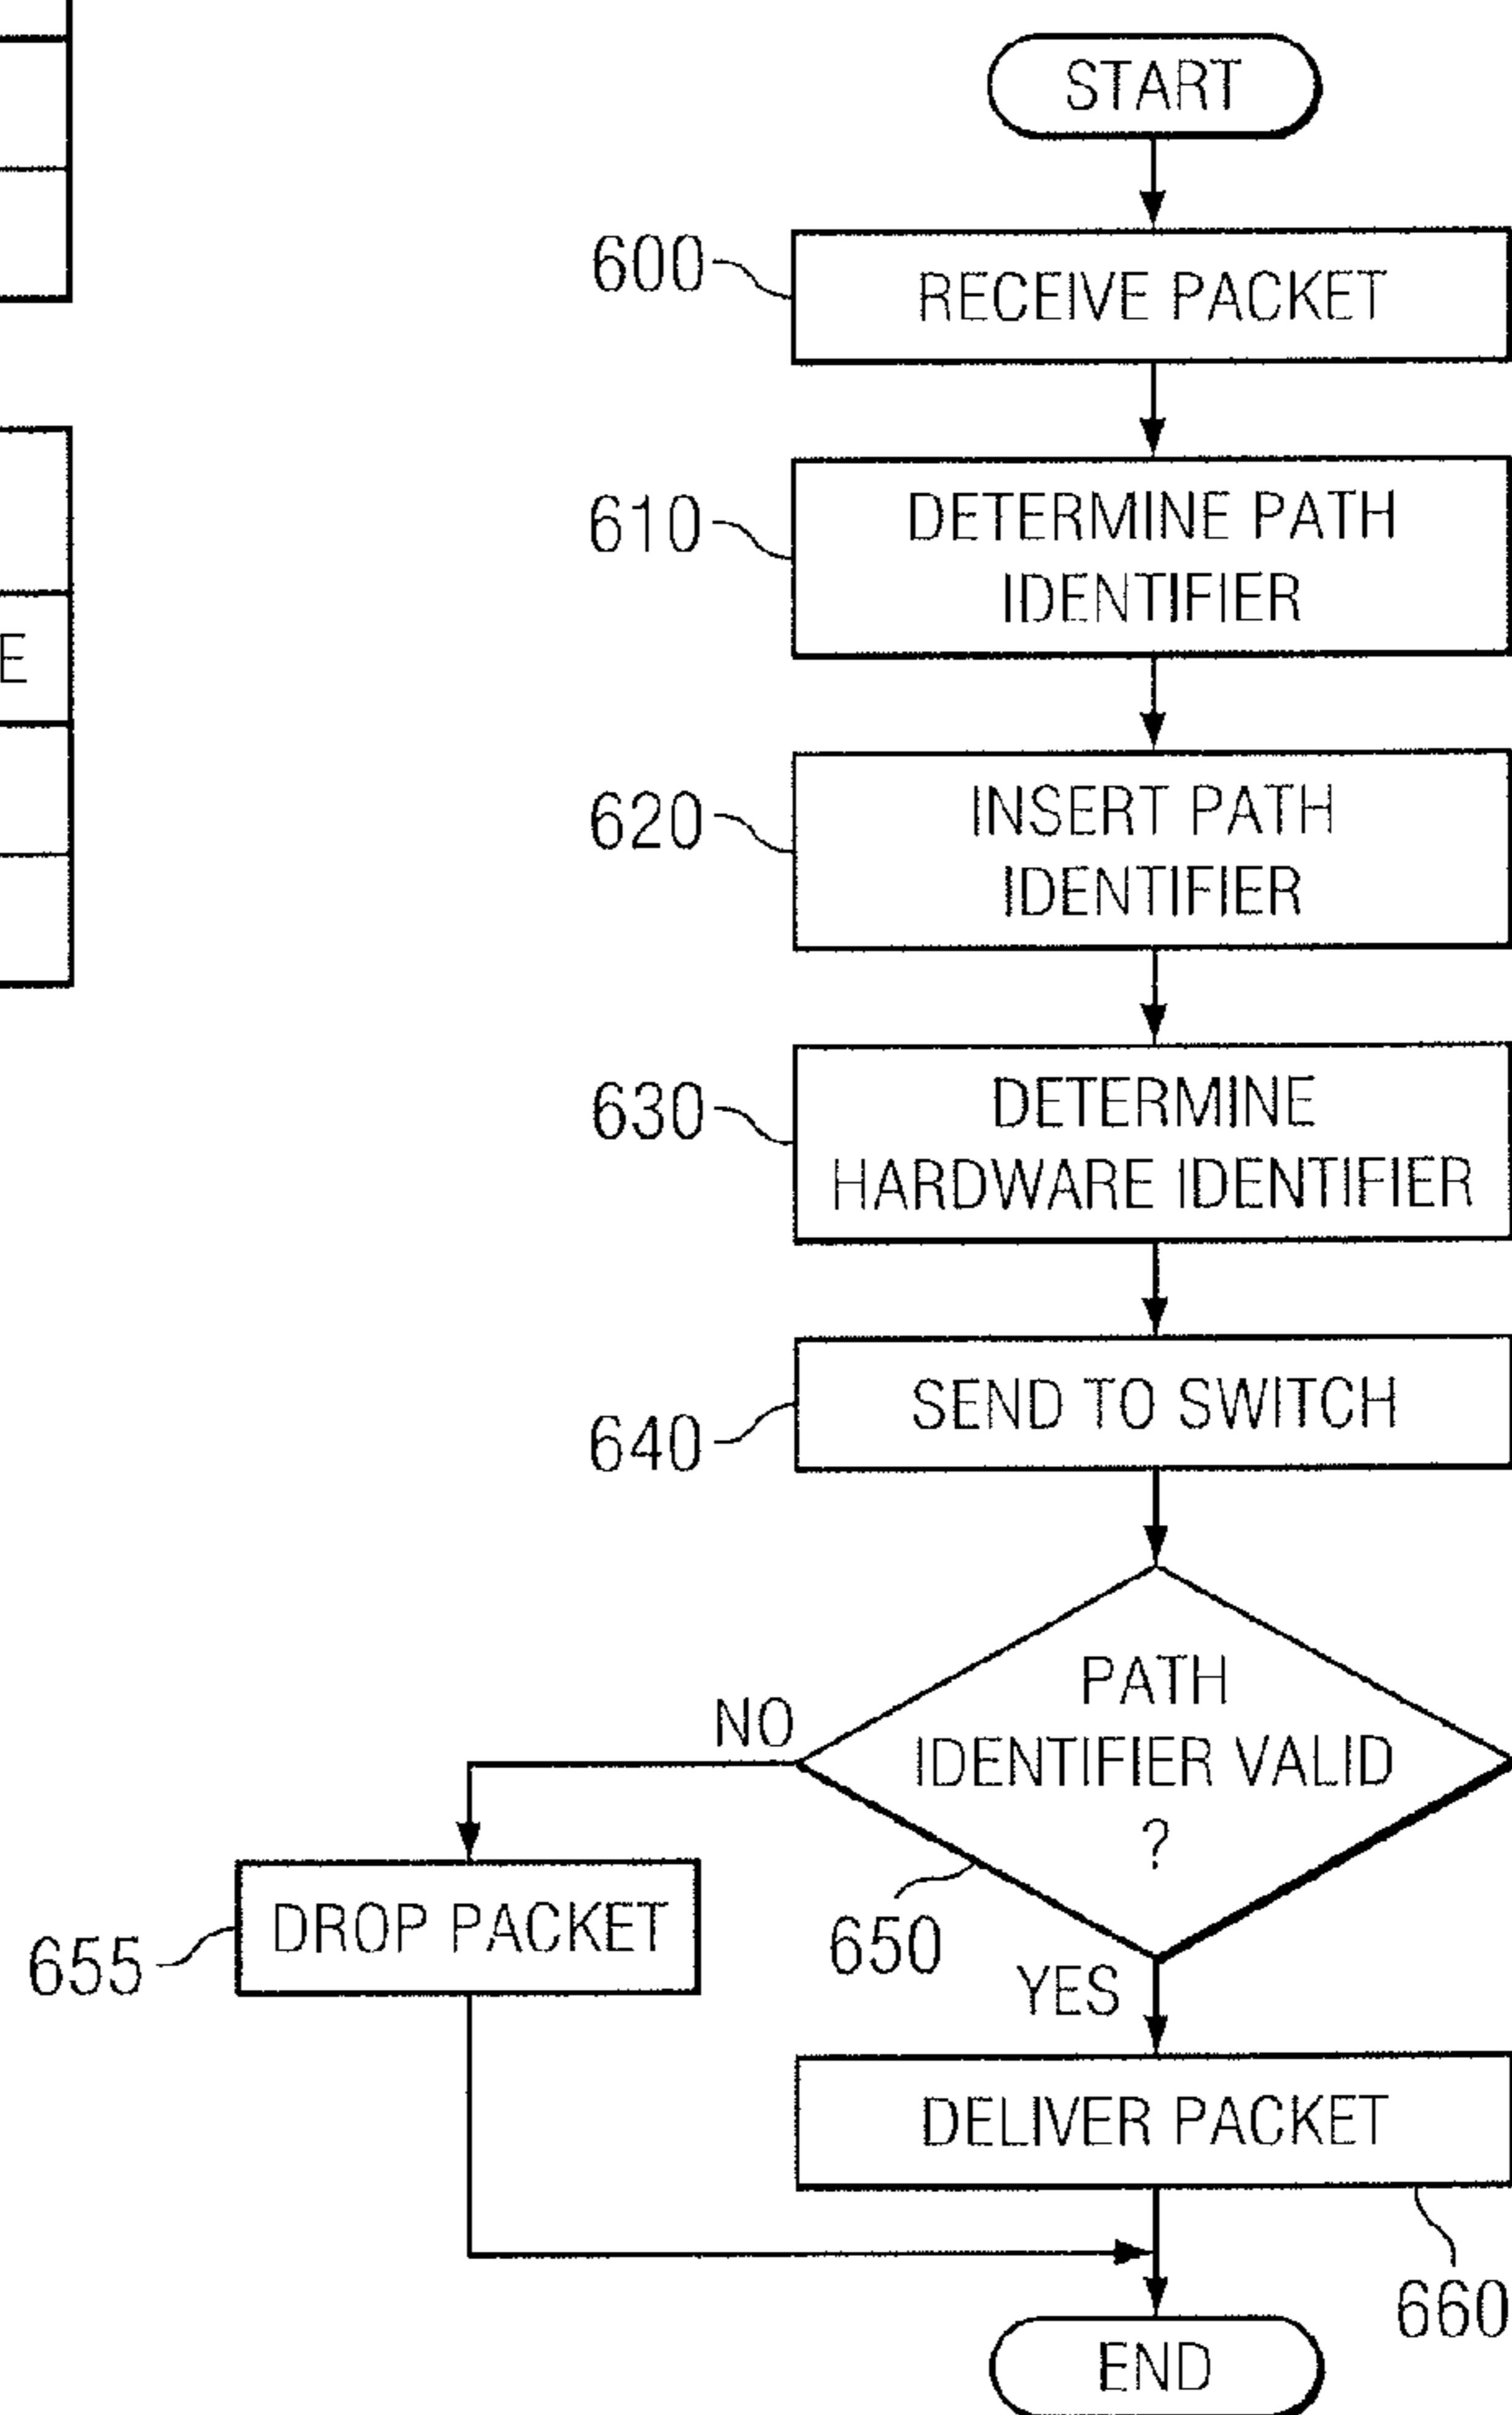 START
600
RECEIVE PACKET
610
DETERMINE PATH
IDENTIFIER
E
620
INSERT PATH
IDENTIFIER
630
DETERMINE
HARDWARE IDENTIFIER
640
SEND TO SWITCH
PATH
IDENTIFIER VALID
?
NO
650
YES
655
DROP PACKET
DELIVER PACKET
660
END